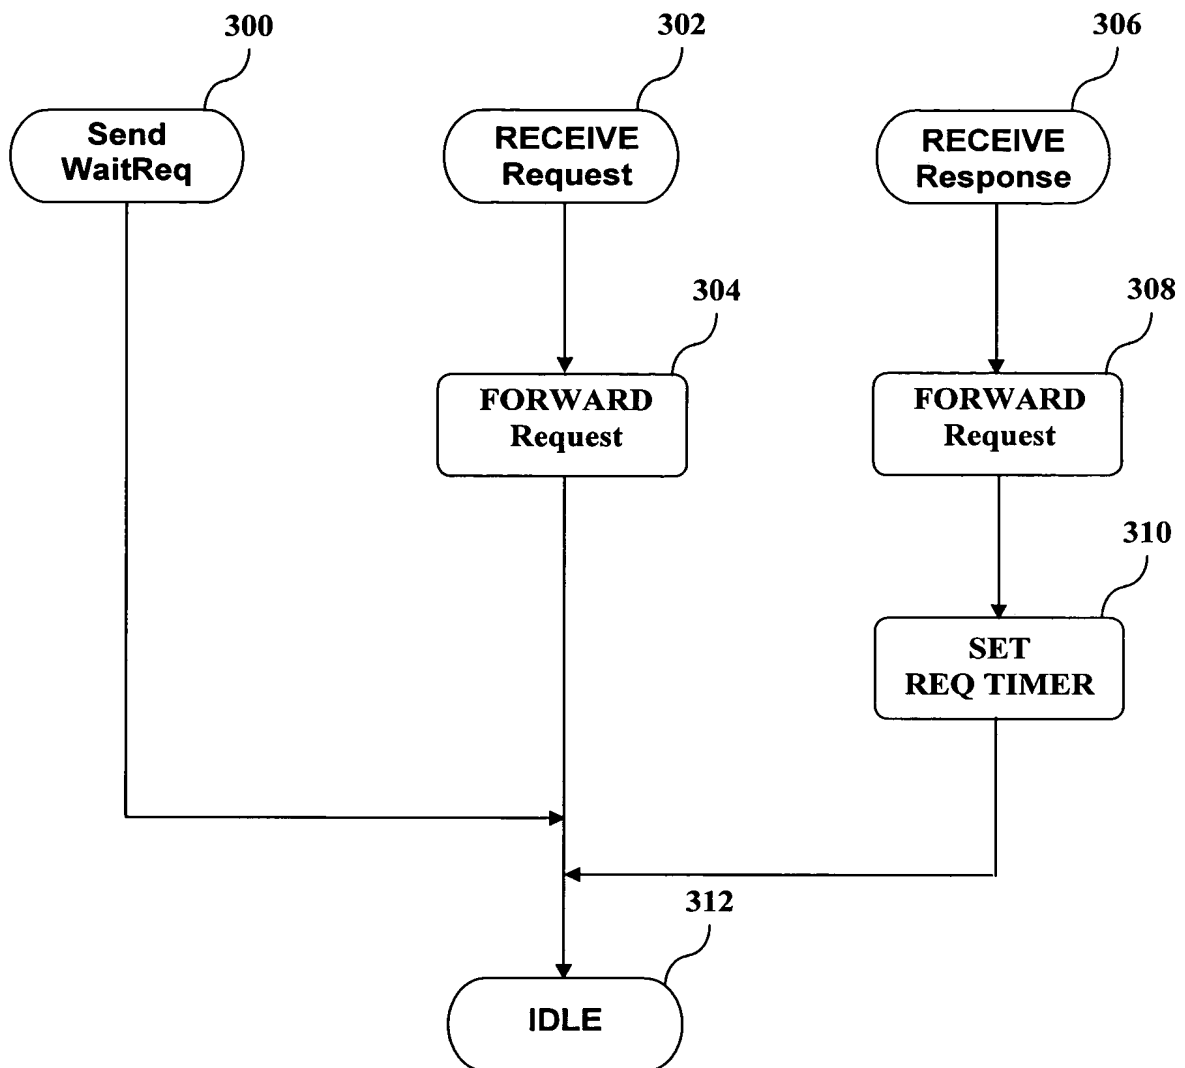 300
302
306
Send
WaitReq
RECEIVE
Request
RECEIVE
Response
304
308
FORWARD
Request
FORWARD
Request
310
SET
REQ TIMER
312
IDLE